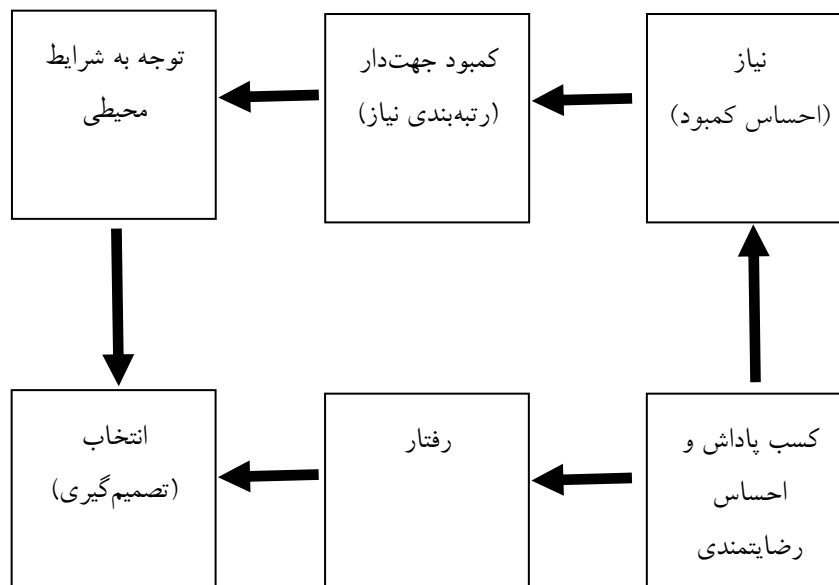 نیاز
(احساس کمبود)
کمبود جهت‌دار
(رتبه‌بندی نیاز)
توجه به شرایط
محیطی
کسب پاداش و
احساس
رضایتمندی
رفتار
انتخاب
(تصمیم‌گیری)